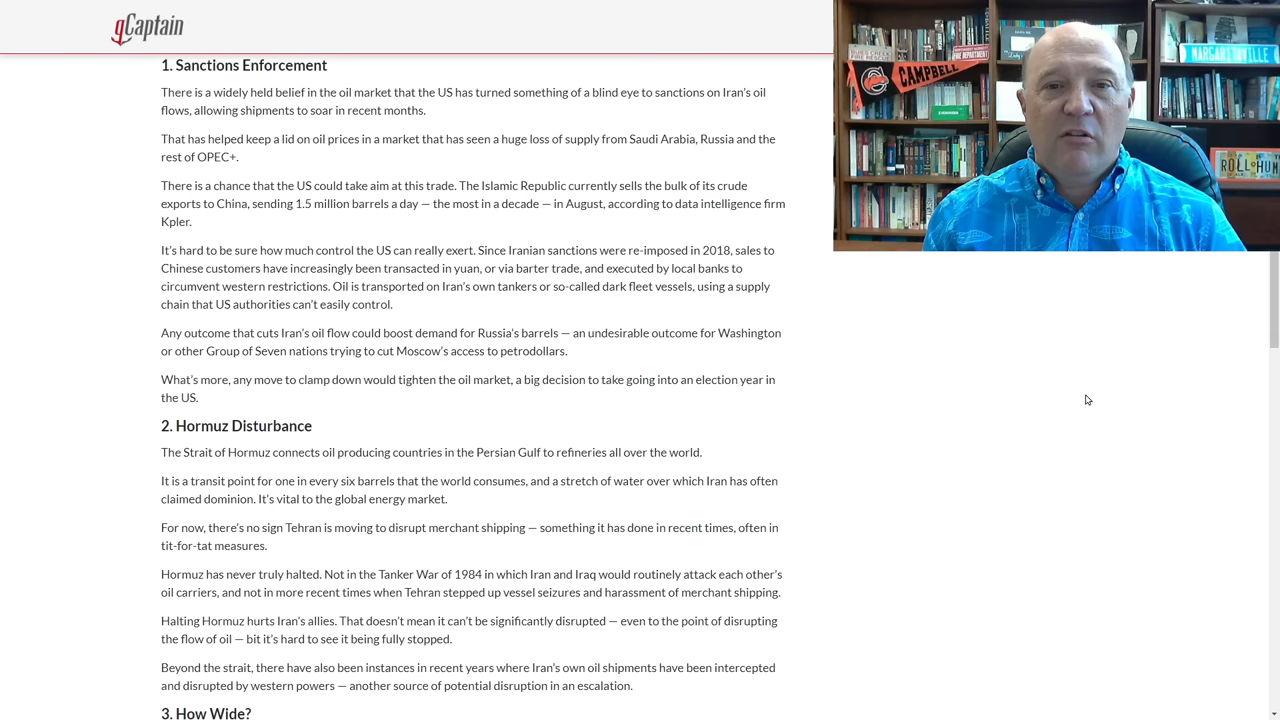 gCaptain
1. Sanctions Enforcement
There is a widely held belief in the oil market that the US has turned something of a blind eye to sanctions on Iran's oil
flows, allowing shipments to soar in recent months.
That has helped keep a lid on oil prices in a market that has seen a huge loss of supply from Saudi Arabia, Russia and the
rest of OPEC+.
There is a chance that the US could take aim at this trade. The Islamic Republic currently sells the bulk of its crude
exports to China, sending 1.5 million barrels a day — the most in a decade — in August, according to data intelligence firm
Kpler.
It's hard to be sure how much control the US can really exert. Since Iranian sanctions were re-imposed in 2018, sales to
Chinese customers have increasingly been transacted in yuan, or via barter trade, and executed by local banks to
circumvent western restrictions. Oil is transported on Iran's own tankers or so-called dark fleet vessels, using a supply
chain that US authorities can't easily control.
Any outcome that cuts Iran's oil flow could boost demand for Russia's barrels — an undesirable outcome for Washington
or other Group of Seven nations trying to cut Moscow's access to petrodollars.
What's more, any move to clamp down would tighten the oil market, a big decision to take going into an election year in
the US.
2. Hormuz Disturbance
The Strait of Hormuz connects oil producing countries in the Persian Gulf to refineries all over the world.
It is a transit point for one in every six barrels that the world consumes, and a stretch of water over which Iran has often
claimed dominion. It's vital to the global energy market.
For now, there's no sign Tehran is moving to disrupt merchant shipping — something it has done in recent times, often in
tit-for-tat measures.
Hormuz has never truly halted. Not in the Tanker War of 1984 in which Iran and Iraq would routinely attack each other's
oil carriers, and not in more recent times when Tehran stepped up vessel seizures and harassment of merchant shipping.
Halting Hormuz hurts Iran's allies. That doesn't mean it can't be significantly disrupted — even to the point of disrupting
the flow of oil — bit it's hard to see it being fully stopped.
Beyond the strait, there have also been instances in recent years where Iran's own oil shipments have been intercepted
and disrupted by western powers — another source of potential disruption in an escalation.
3. How Wide?
CAMPBELL
MARGARITAVILLE